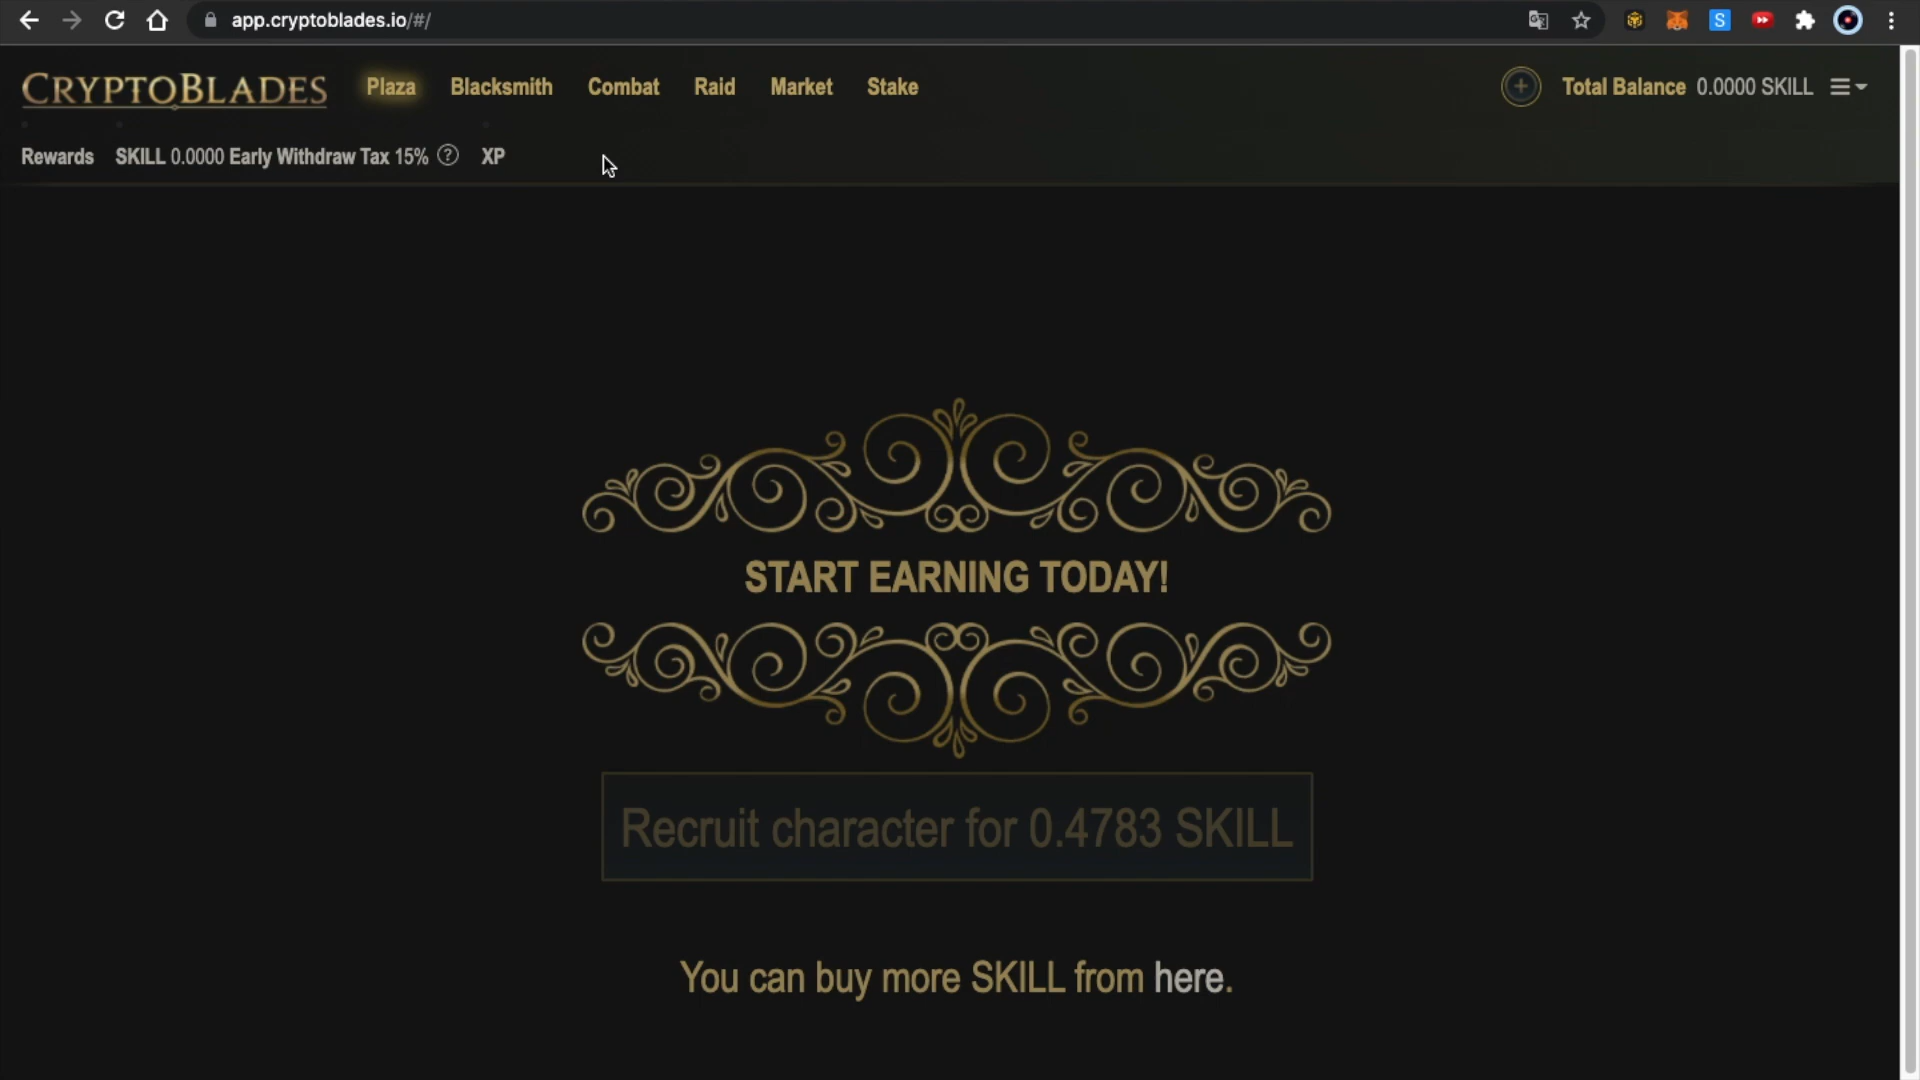 app.cryptoblades.io/#/
CRYPTOBLADES Plaza Blacksmith Combat Raid Market Stake Total Balance 0.0000 SKILL
Rewards SKILL 0.0000 Early Withdraw Tax 15% ? XP
START EARNING TODAY!
Recruit character for 0.4783 SKILL
You can buy more SKILL from here.